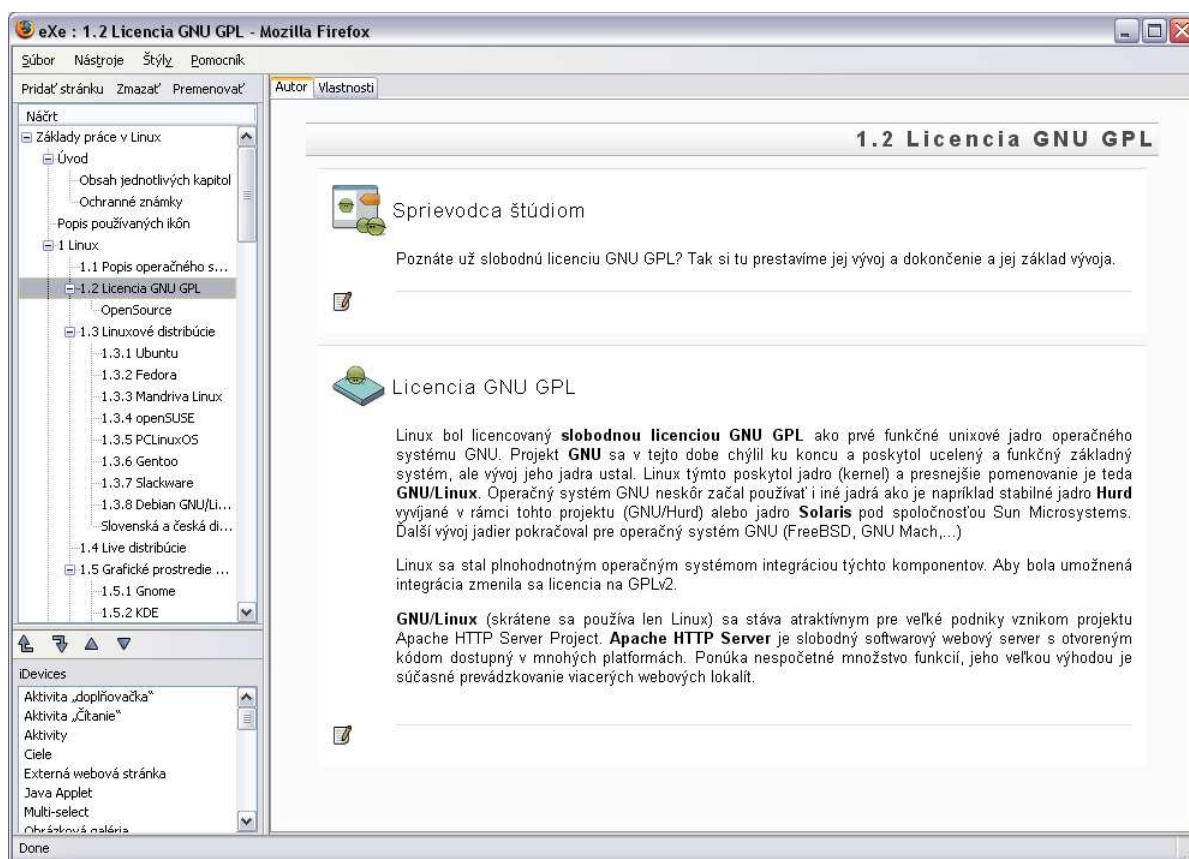 eXe : 1.2 Licencia GNU GPL - Mozilla Firefox
Súbor Nástroje Štýly Pomocník
Pridať stránku Zmazať Premenovať
Náčrt
Základy práce v Linux
Úvod
Obsah jednotlivých kapitol
Ochranné známky
Popis používaných ikôn
1 Linux
1.1 Popis operačného s...
1.2 Licencia GNU GPL
OpenSource
1.3 Linuxové distribúcie
1.3.1 Ubuntu
1.3.2 Fedora
1.3.3 Mandriva Linux
1.3.4 openSUSE
1.3.5 PCLinuxOS
1.3.6 Gentoo
1.3.7 Slackware
1.3.8 Debian GNU/Li...
Slovenská a česká di...
1.4 Live distribúcie
1.5 Grafické prostredie ...
1.5.1 Gnome
1.5.2 KDE
iDevices
Aktivita „doplňovačka“
Aktivita „Čítanie“
Aktivity
Ciele
Externá webová stránka
Java Applet
Multi-select
Obrázková galéria
Done
Autor Vlastnosti
1.2 Licencia GNU GPL
Sprievodca štúdiom
Poznáte už slobodnú licenciu GNU GPL? Tak si tu prestavíme jej vývoj a dokončenie a jej základ vývoja.
Licencia GNU GPL
Linux bol licencovaný slobodnou licenciou GNU GPL ako prvé funkčné unixové jadro operačného
systému GNU. Projekt GNU sa v tejto dobe chýlil ku koncu a poskytol ucelený a funkčný základný
systém, ale vývoj jeho jadra ustal. Linux týmto poskytol jadro (kernel) a presnejšie pomenovanie je teda
GNU/Linux. Operačný systém GNU neskôr začal používať i iné jadrá ako je napríklad stabilné jadro Hurd
vyvíjané v rámci tohto projektu (GNU/Hurd) alebo jadro Solaris pod spoločnosťou Sun Microsystems.
Ďalší vývoj jadier pokračoval pre operačný systém GNU (FreeBSD, GNU Mach,...)
Linux sa stal plnohodnotným operačným systémom integráciou týchto komponentov. Aby bola umožnená
integrácia zmenila sa licencia na GPLv2.
GNU/Linux (skrátene sa používa len Linux) sa stáva atraktívnym pre veľké podniky vznikom projektu
Apache HTTP Server Project. Apache HTTP Server je slobodný softwarový webový server s otvoreným
kódom dostupný v mnohých platformách. Ponúka nespočetné množstvo funkcií, jeho veľkou výhodou je
súčasné prevádzkovanie viacerých webových lokalít.